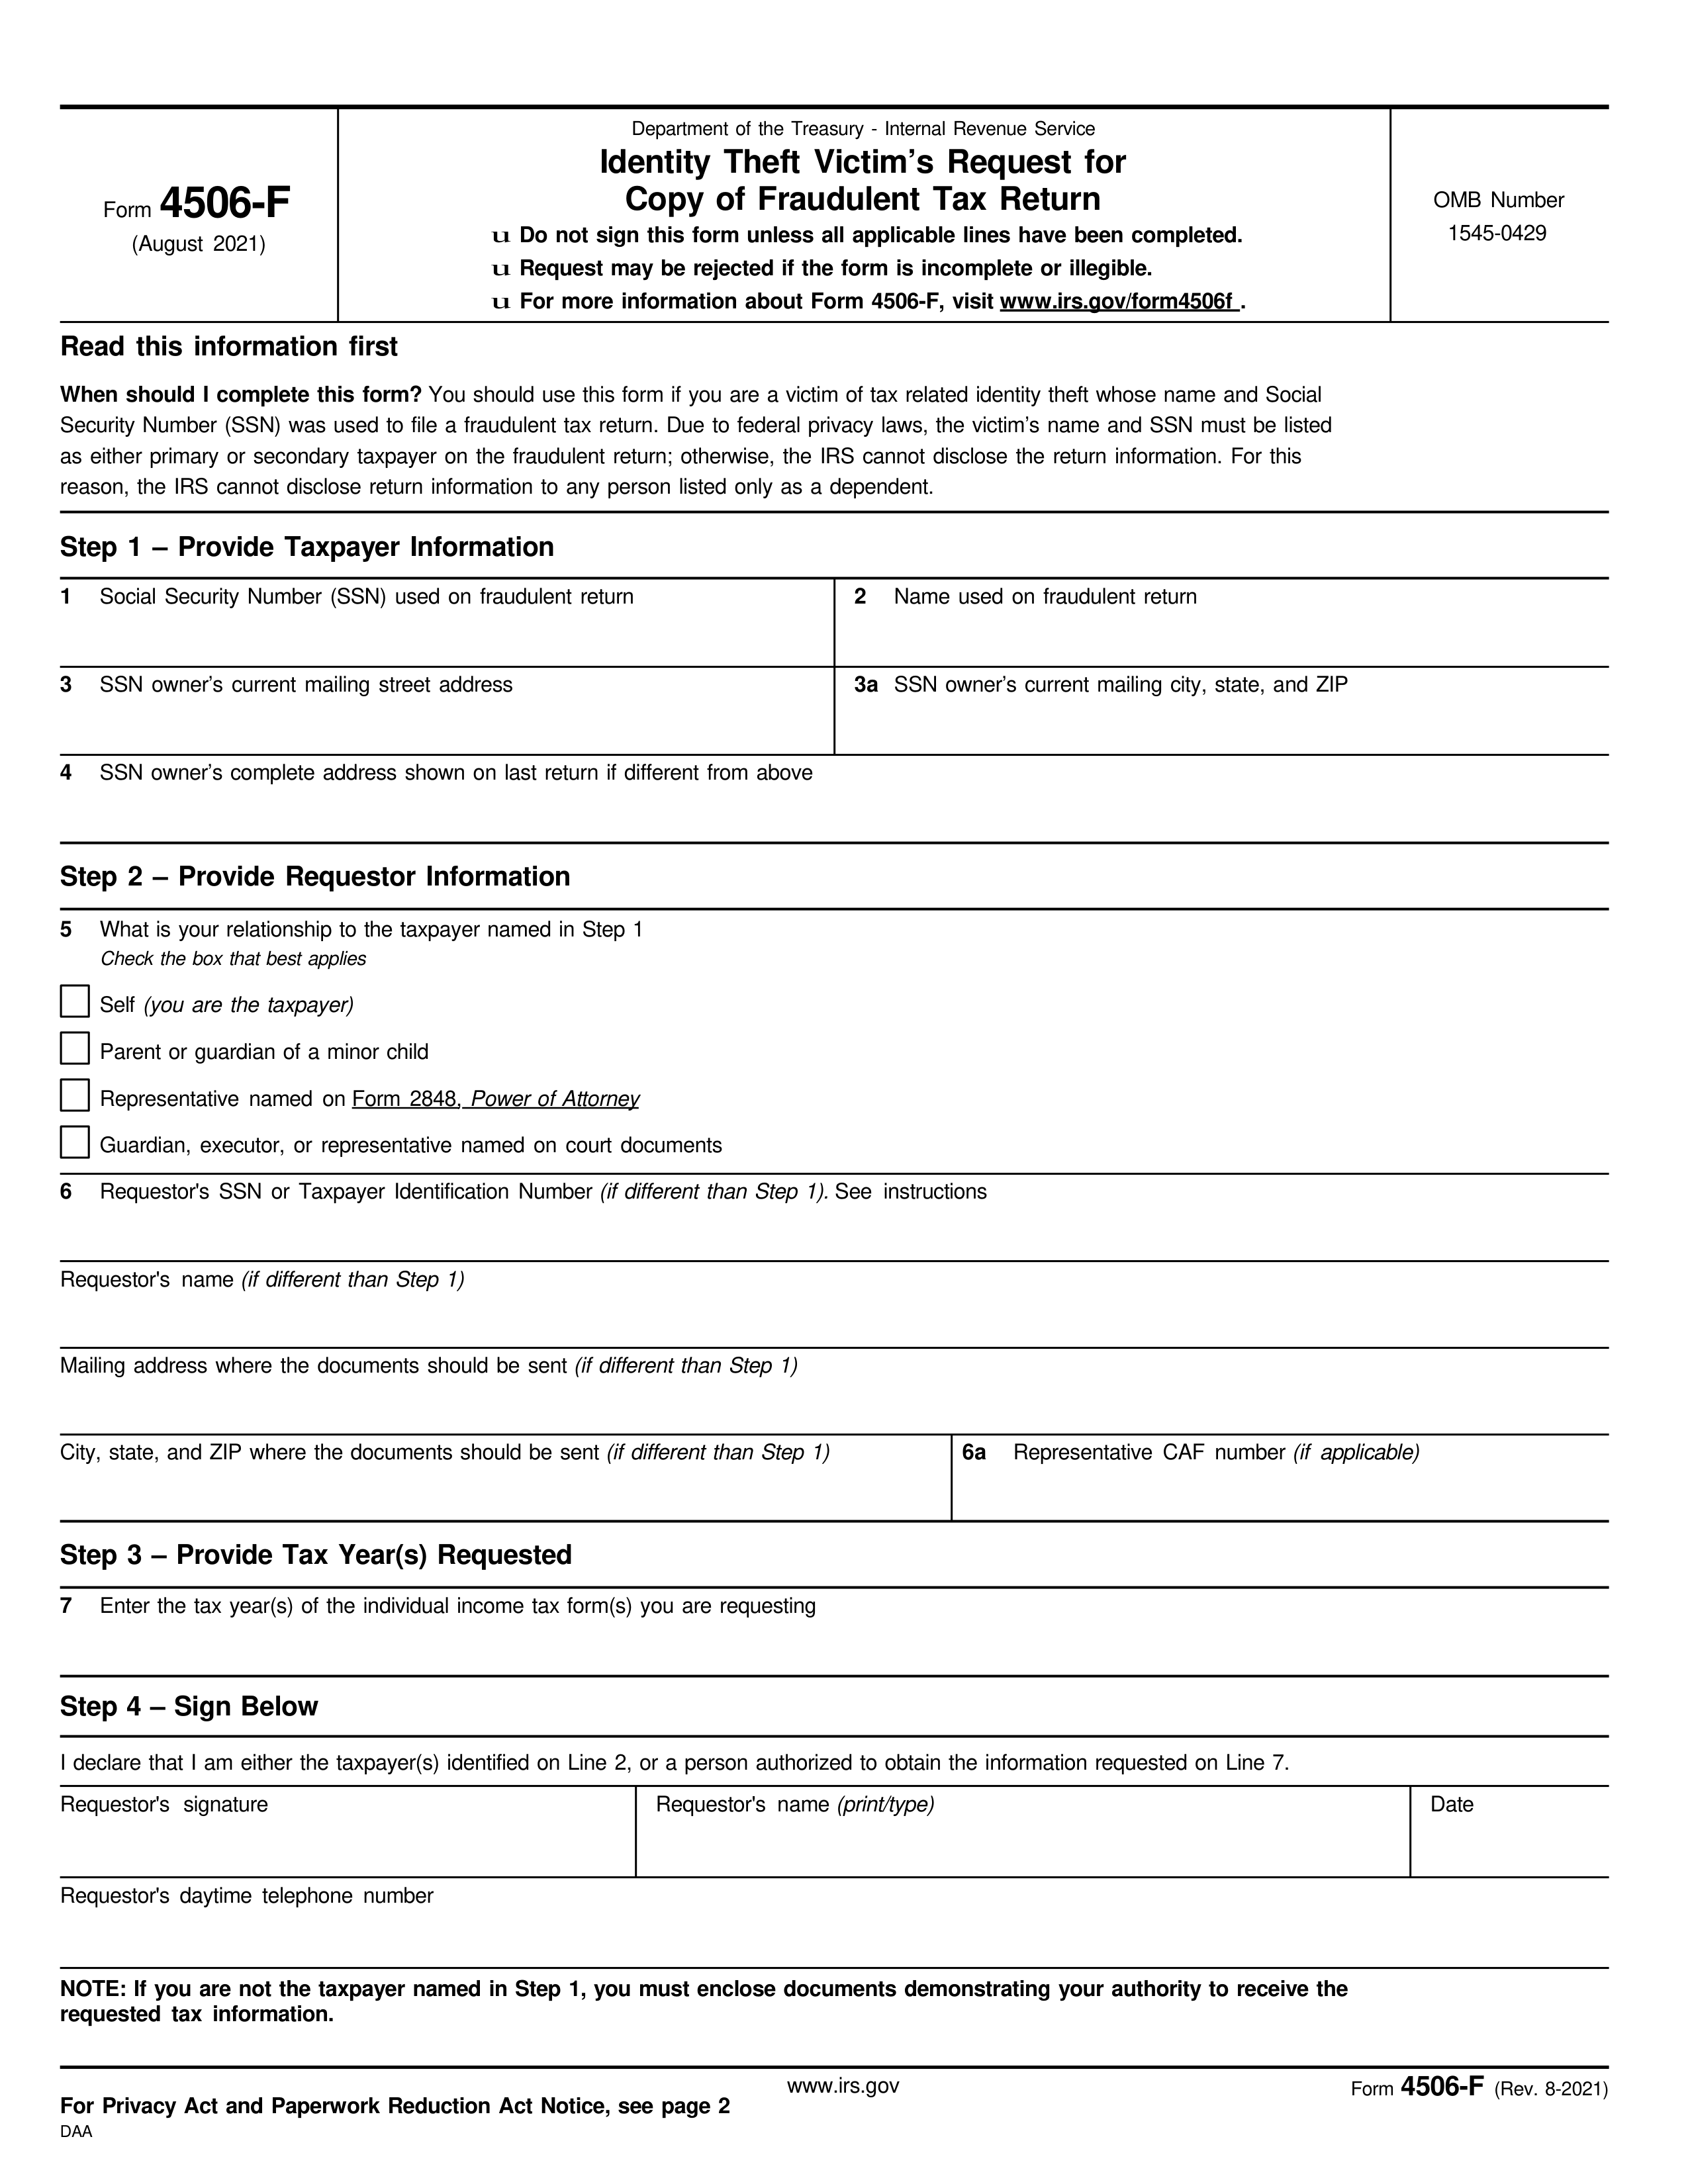 Form 4506-F
(August 2021)
Department of the Treasury - Internal Revenue Service
Identity Theft Victim’s Request for
Copy of Fraudulent Tax Return
u Do not sign this form unless all applicable lines have been completed.
u Request may be rejected if the form is incomplete or illegible.
u For more information about Form 4506-F, visit www.irs.gov/form4506f .
OMB Number
1545-0429
Read this information first
When should I complete this form? You should use this form if you are a victim of tax related identity theft whose name and Social
Security Number (SSN) was used to file a fraudulent tax return. Due to federal privacy laws, the victim’s name and SSN must be listed
as either primary or secondary taxpayer on the fraudulent return; otherwise, the IRS cannot disclose the return information. For this
reason, the IRS cannot disclose return information to any person listed only as a dependent.
Step 1 – Provide Taxpayer Information
1 Social Security Number (SSN) used on fraudulent return
2 Name used on fraudulent return
3 SSN owner’s current mailing street address
3a SSN owner’s current mailing city, state, and ZIP
4 SSN owner’s complete address shown on last return if different from above
Step 2 – Provide Requestor Information
5 What is your relationship to the taxpayer named in Step 1
Check the box that best applies
Self (you are the taxpayer)
Parent or guardian of a minor child
Representative named on Form 2848, Power of Attorney
Guardian, executor, or representative named on court documents
6 Requestor's SSN or Taxpayer Identification Number (if different than Step 1). See instructions
Requestor's name (if different than Step 1)
Mailing address where the documents should be sent (if different than Step 1)
City, state, and ZIP where the documents should be sent (if different than Step 1)
6a Representative CAF number (if applicable)
Step 3 – Provide Tax Year(s) Requested
7 Enter the tax year(s) of the individual income tax form(s) you are requesting
Step 4 – Sign Below
I declare that I am either the taxpayer(s) identified on Line 2, or a person authorized to obtain the information requested on Line 7.
Requestor's signature
Requestor's name (print/type)
Date
Requestor's daytime telephone number
NOTE: If you are not the taxpayer named in Step 1, you must enclose documents demonstrating your authority to receive the
requested tax information.
For Privacy Act and Paperwork Reduction Act Notice, see page 2
www.irs.gov
Form 4506-F (Rev. 8-2021)
DAA